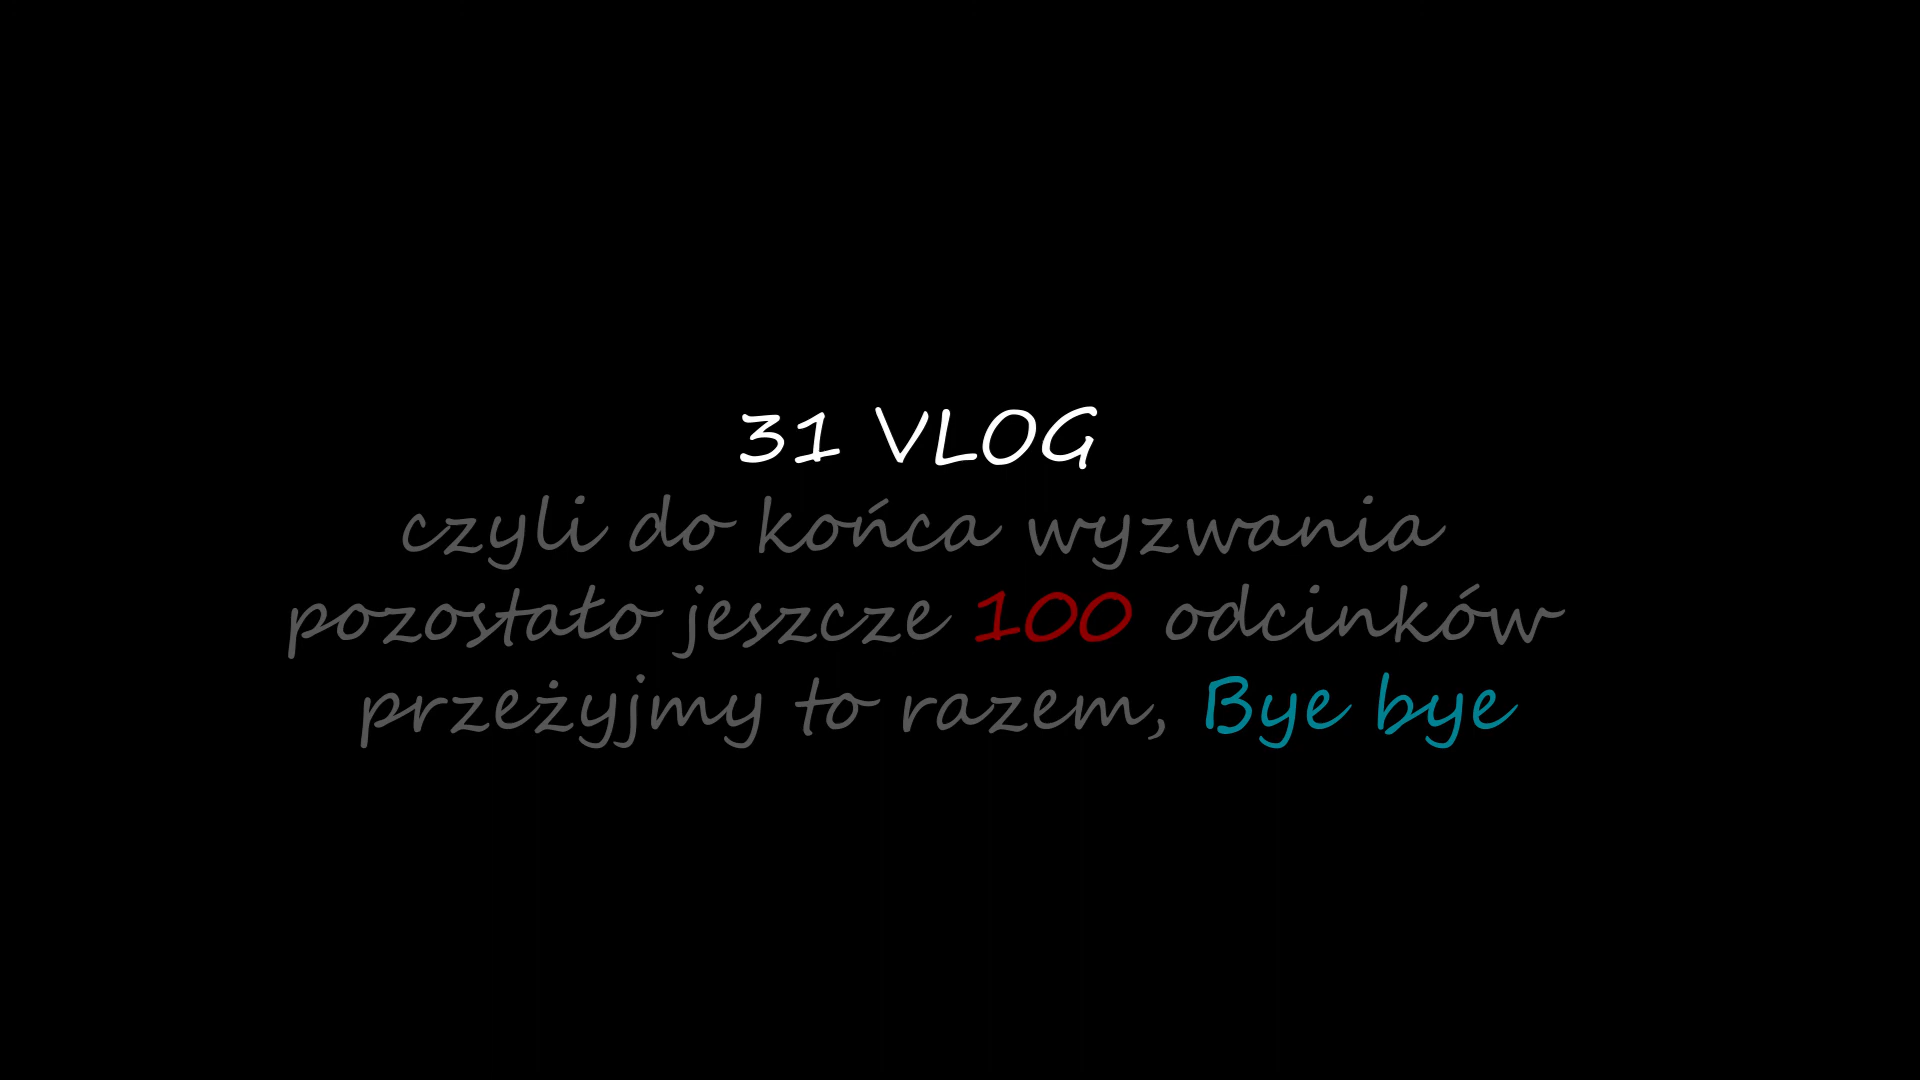 31 VLOG
czyli do końca wyzwania
pozostało jeszcze 100 odcinków
przeżyjmy to razem, Bye bye